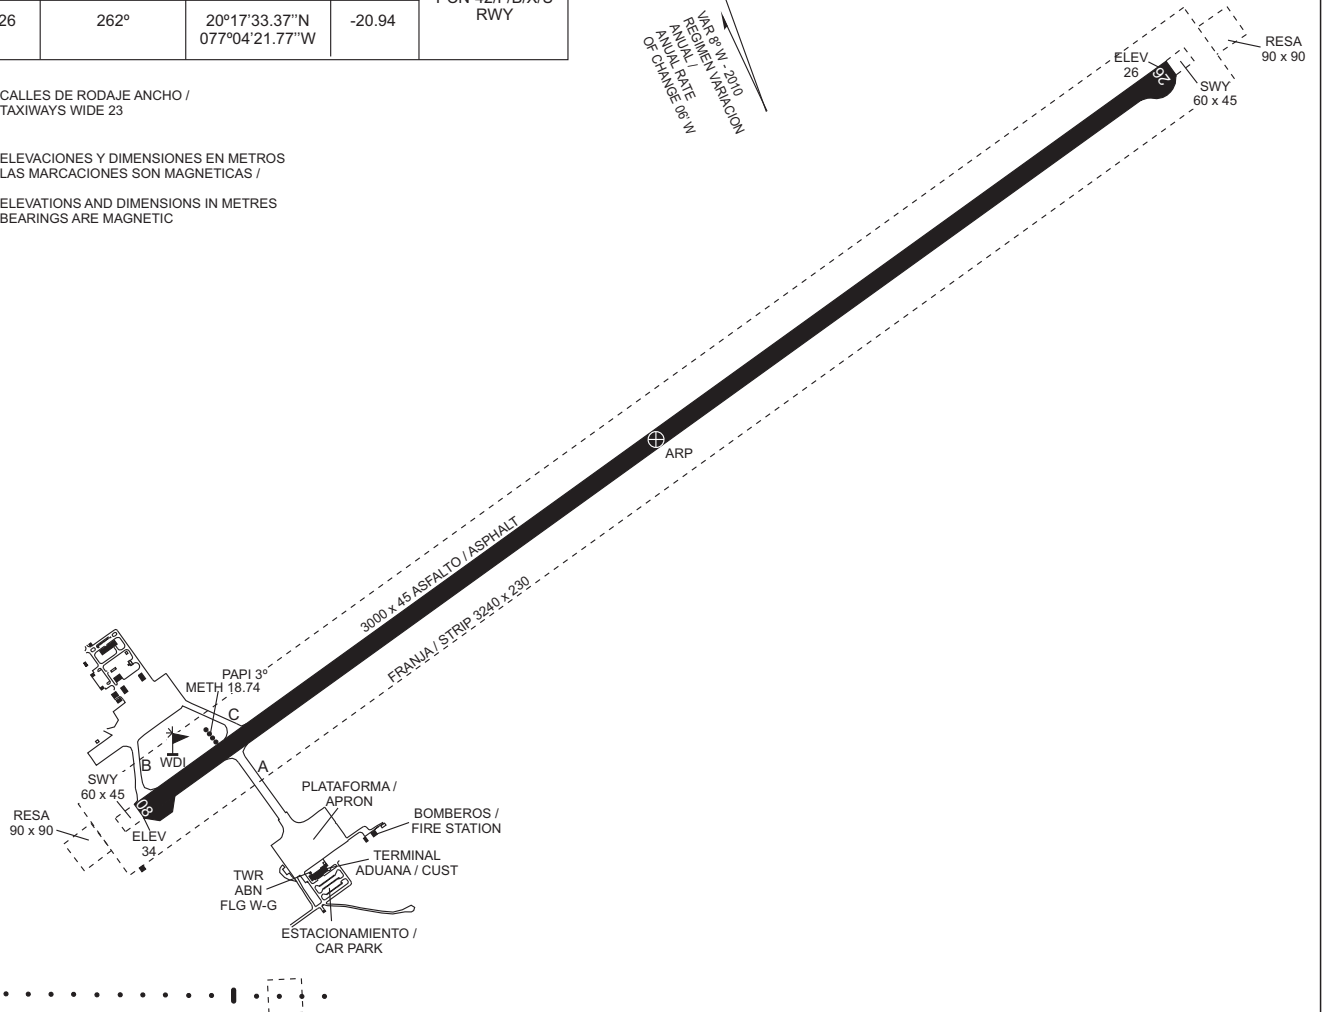 26
262º
20º17'33.37''N
077º04'21.77''W
-20.94
RWY
CALLES DE RODAJE ANCHO /
TAXIWAYS WIDE 23
ELEVACIONES Y DIMENSIONES EN METROS
LAS MARCACIONES SON MAGNETICAS /
ELEVATIONS AND DIMENSIONS IN METRES
BEARINGS ARE MAGNETIC
VAR 8º W - 2010
REGIMEN VARIACION
ANUAL /
ANUAL RATE
OF CHANGE 06' W
ELEV
26
26
RESA
90 x 90
SWY
60 x 45
ARP
3000 x 45 ASFALTO / ASPHALT
FRANJA / STRIP 3240 x 230
PAPI 3º
METH 18.74
C
B
WDI
A
SWY
60 x 45
RESA
90 x 90
08
ELEV
34
PLATAFORMA /
APRON
BOMBEROS /
FIRE STATION
TERMINAL
ADUANA / CUST
TWR
ABN
FLG W-G
ESTACIONAMIENTO /
CAR PARK